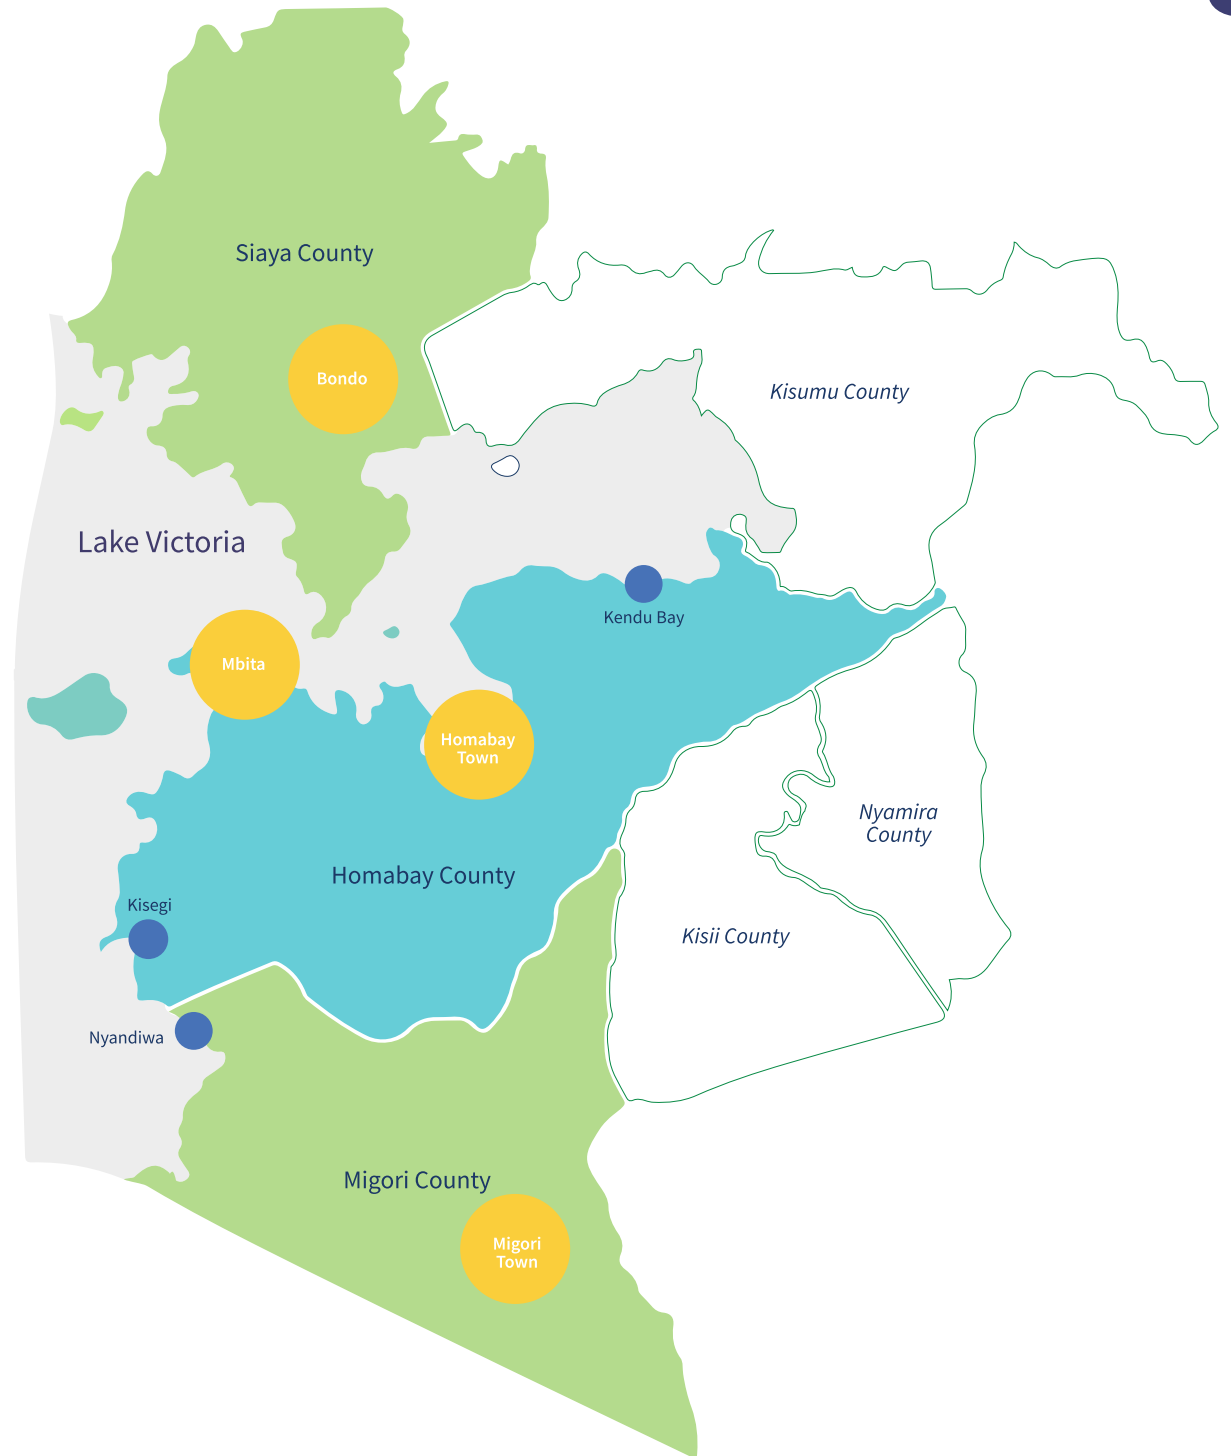 Siaya County
Bondo
Kisumu County
Lake Victoria
Kendu Bay
Mbita
Homabay
Town
Nyamira
County
Homabay County
Kisegi
Kisii County
Nyandiwa
Migori County
Migori
Town